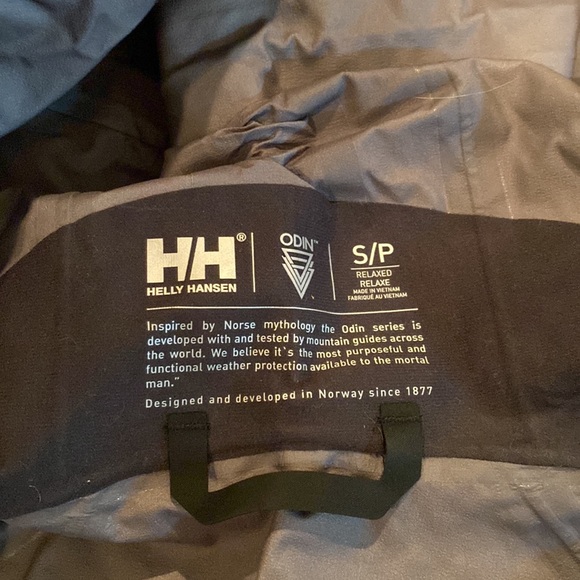 HH®
HELLY HANSEN
ODIN™
S/P
RELAXED
RELAXE
MADE IN VIETNAM
FABRIQUÉ AU VIETNAM
Inspired by Norse mythology the Odin series is
developed with and tested by mountain guides across
the world. We believe it's the most purposeful and
functional weather protection available to the mortal
man."
Designed and developed in Norway since 1877